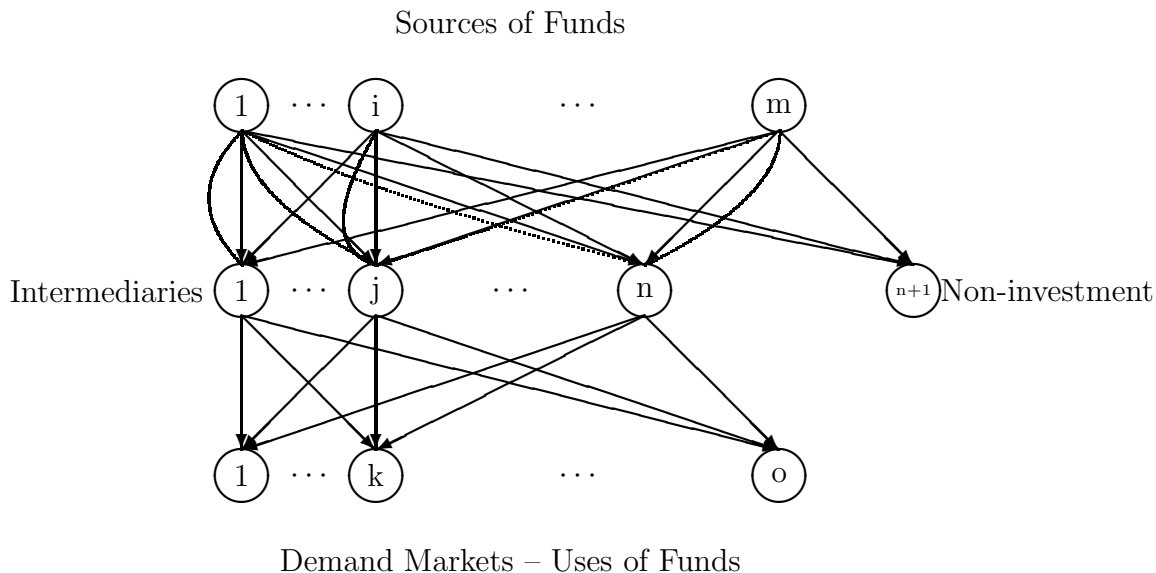 Sources of Funds
1 ··· i ··· m
Intermediaries 1 ··· j ··· n n+1 Non-investment
1 ··· k ··· o
Demand Markets – Uses of Funds